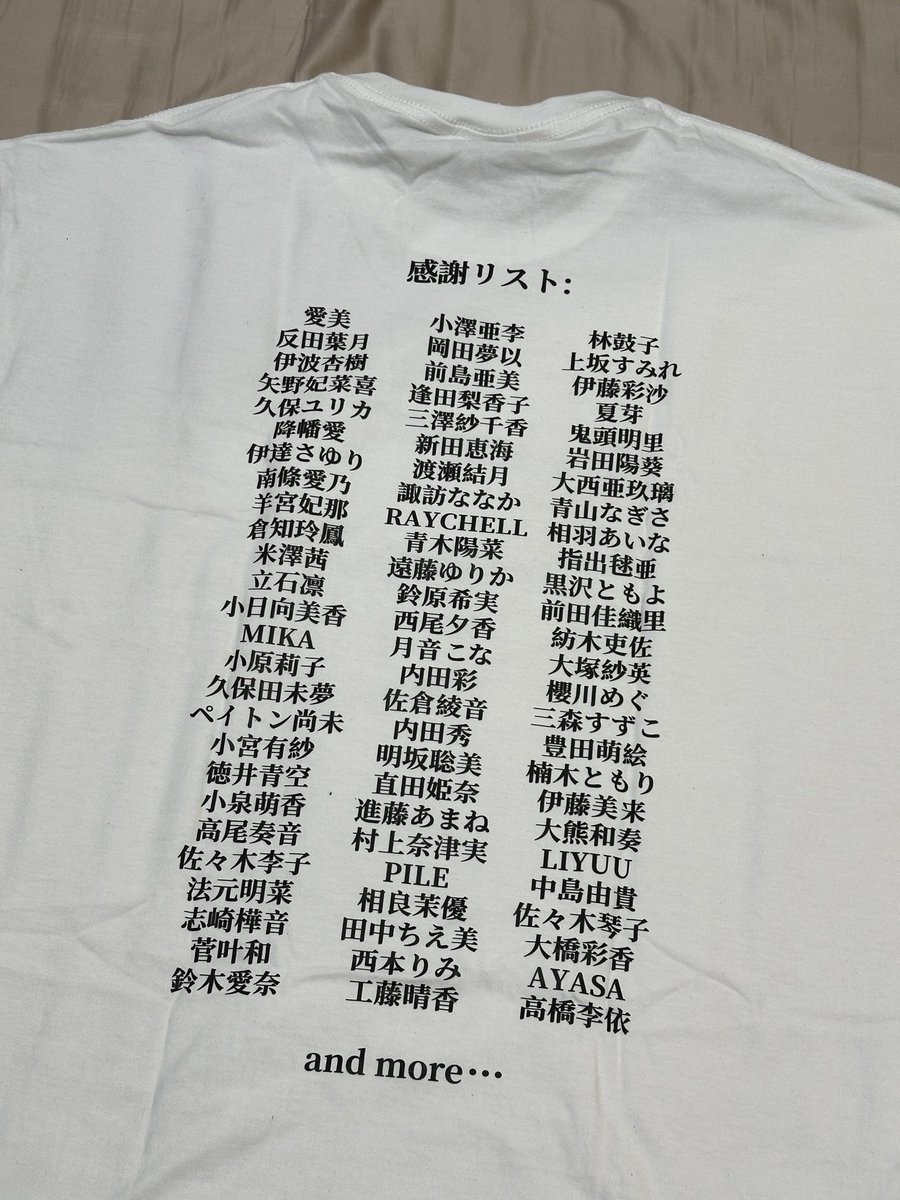 感謝リスト:
愛美
反田葉月
伊波杏樹
矢野妃菜喜
久保ユリカ
降幡愛
伊達さゆり
南條愛乃
羊宮妃那
倉知玲鳳
米澤茜
立石凛
小日向美香
MIKA
小原莉子
久保田未夢
ペイトン尚未
小宮有紗
徳井青空
小泉萌香
高尾奏音
佐々木李子
法元明菜
志崎樺音
菅叶和
鈴木愛奈
小澤亜李
岡田夢以
前島亜美
逢田梨香子
三澤紗千香
新田恵海
渡瀬結月
諏訪ななか
RAYCHELL
青木陽菜
遠藤ゆりか
鈴原希実
西尾夕香
月音こな
内田彩
佐倉綾音
内田秀
明坂聡美
直田姫奈
進藤あまね
村上奈津実
PILE
相良茉優
田中ちえ美
西本りみ
工藤晴香
林鼓子
上坂すみれ
伊藤彩沙
夏芽
鬼頭明里
岩田陽葵
大西亜玖璃
青山なぎさ
相羽あいな
指出毬亜
黒沢ともよ
前田佳織里
紡木吏佐
大塚紗英
櫻川めぐ
三森すずこ
豊田萌絵
楠木ともり
伊藤美来
大熊和奏
LIYUU
中島由貴
佐々木琴子
大橋彩香
AYASA
高橋李依
and more…